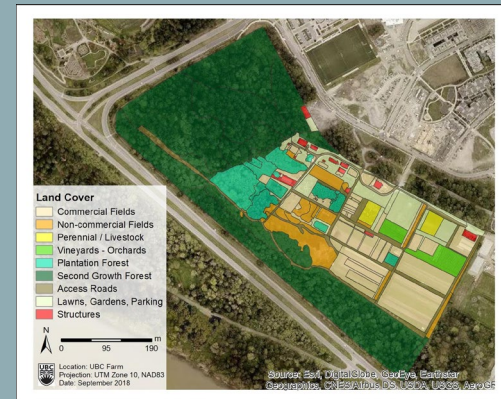 Land Cover
Commercial Fields
Non-commercial Fields
Perennial / Livestock
Vineyards - Orchards
Plantation Forest
Second Growth Forest
Access Roads
Lawns, Gardens, Parking
Structures
N
m
0 95 190
UBC
Location: UBC Farm
Projection: UTM Zone 10, NAD83
Date: September 2018
Source: Esri, DigitalGlobe, GeoEye, Earthstar
Geographics, CNES/Airbus DS, USDA, USGS, AeroGR